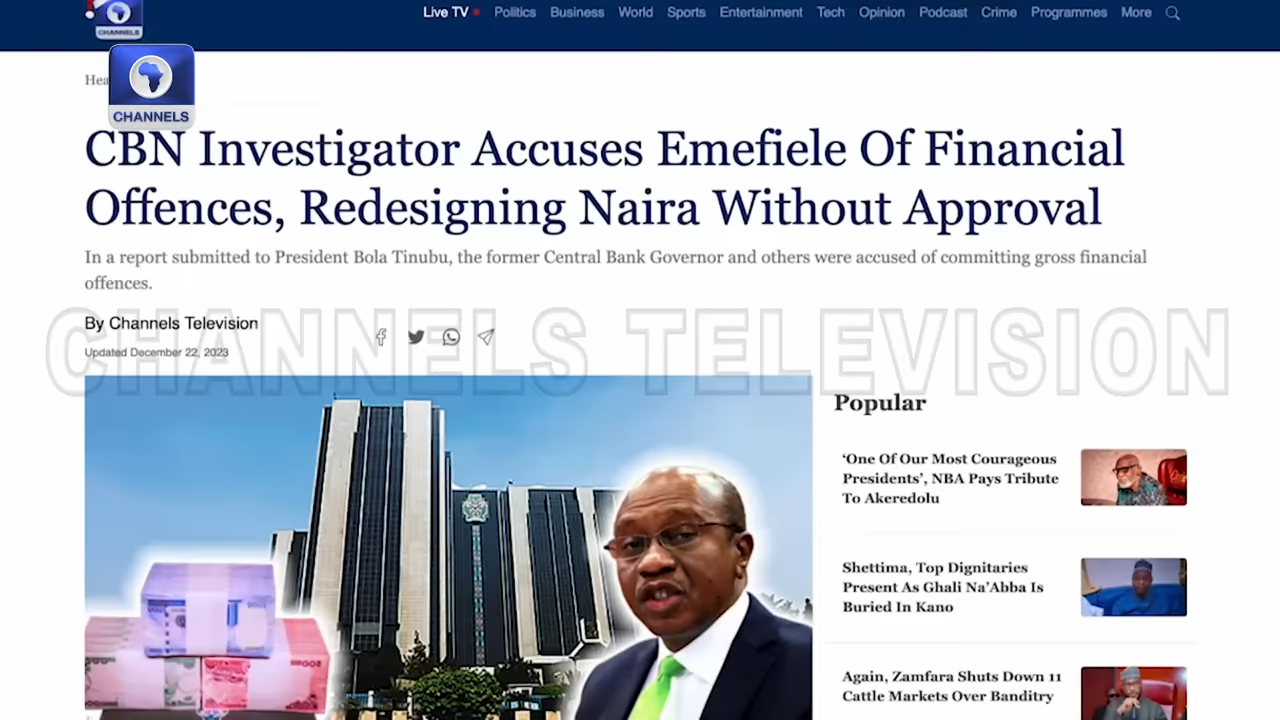 CHANNELS
Live TV Politics Business World Sports Entertainment Tech Opinion Podcast Crime Programmes More
Hea
CHANNELS
CBN Investigator Accuses Emefiele Of Financial
Offences, Redesigning Naira Without Approval
In a report submitted to President Bola Tinubu, the former Central Bank Governor and others were accused of committing gross financial
offences.
By Channels Television
Updated December 22, 2023
CHANNELS TELEVISION
Popular
‘One Of Our Most Courageous
Presidents’, NBA Pays Tribute
To Akeredolu
Shettima, Top Dignitaries
Present As Ghali Na’Abba Is
Buried In Kano
Again, Zamfara Shuts Down 11
Cattle Markets Over Banditry